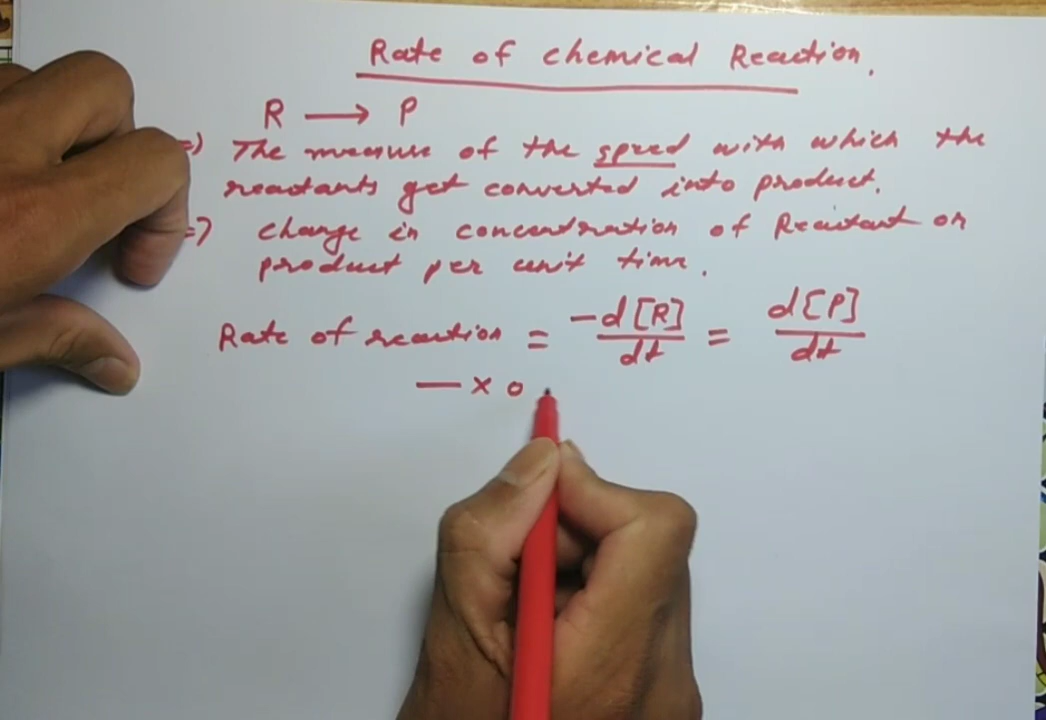 Rate of chemical Reaction.
R → P
=) The measure of the speed with which the
reactants get converted into product.
=) change in concentration of Reactant or
product per unit time.
Rate of reaction = -d[R]/dt = d[P]/dt
— x o